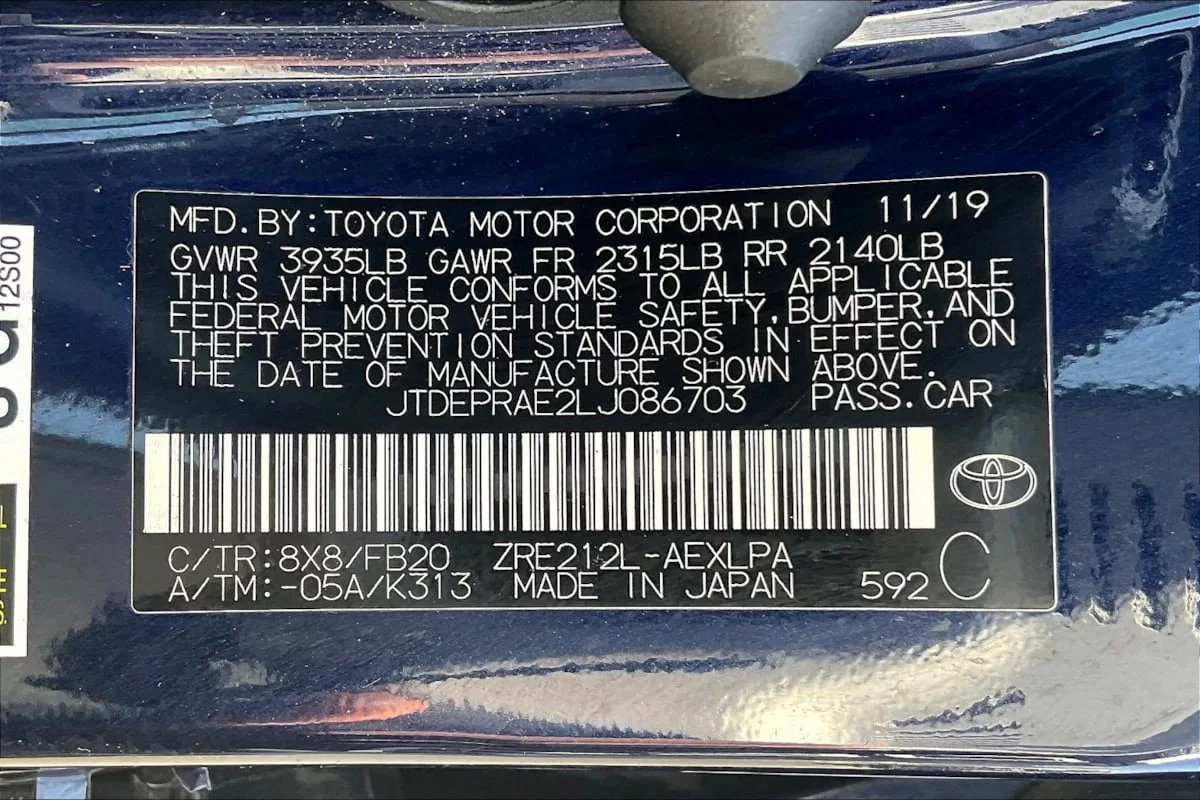 MFD.BY:TOYOTA MOTOR CORPORATION 11/19
GVWR 3935LB GAWR FR 2315LB RR 2140LB
THIS VEHICLE CONFORMS TO ALL APPLICABLE
FEDERAL MOTOR VEHICLE SAFETY,BUMPER,AND
THEFT PREVENTION STANDARDS IN EFFECT ON
THE DATE OF MANUFACTURE SHOWN ABOVE.
JTDEPRAE2LJ086703 PASS.CAR
C/TR:8X8/FB20 ZRE212L-AEXLPA
A/TM:-05A/K313 MADE IN JAPAN 592 C
12S00